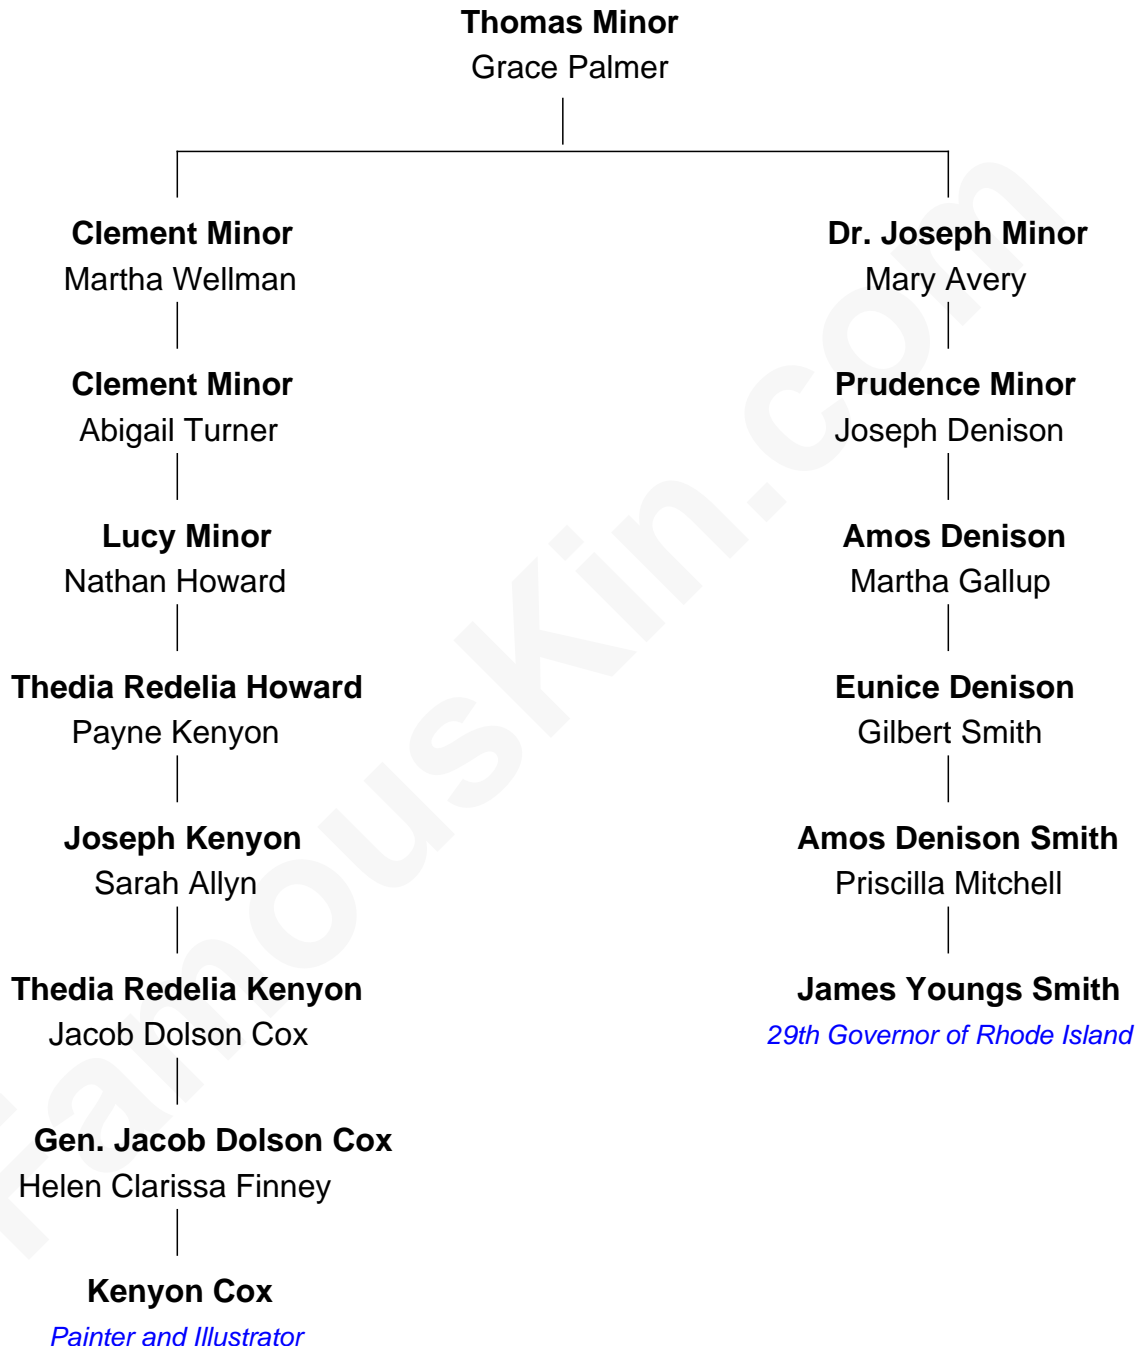 Thomas Minor
Grace Palmer
Clement Minor
Martha Wellman
Dr. Joseph Minor
Mary Avery
Clement Minor
Abigail Turner
Prudence Minor
Joseph Denison
Lucy Minor
Nathan Howard
Amos Denison
Martha Gallup
Thedia Redelia Howard
Payne Kenyon
Eunice Denison
Gilbert Smith
Joseph Kenyon
Sarah Allyn
Amos Denison Smith
Priscilla Mitchell
Thedia Redelia Kenyon
Jacob Dolson Cox
James Youngs Smith
29th Governor of Rhode Island
Gen. Jacob Dolson Cox
Helen Clarissa Finney
Kenyon Cox
Painter and Illustrator
FamousKin.com